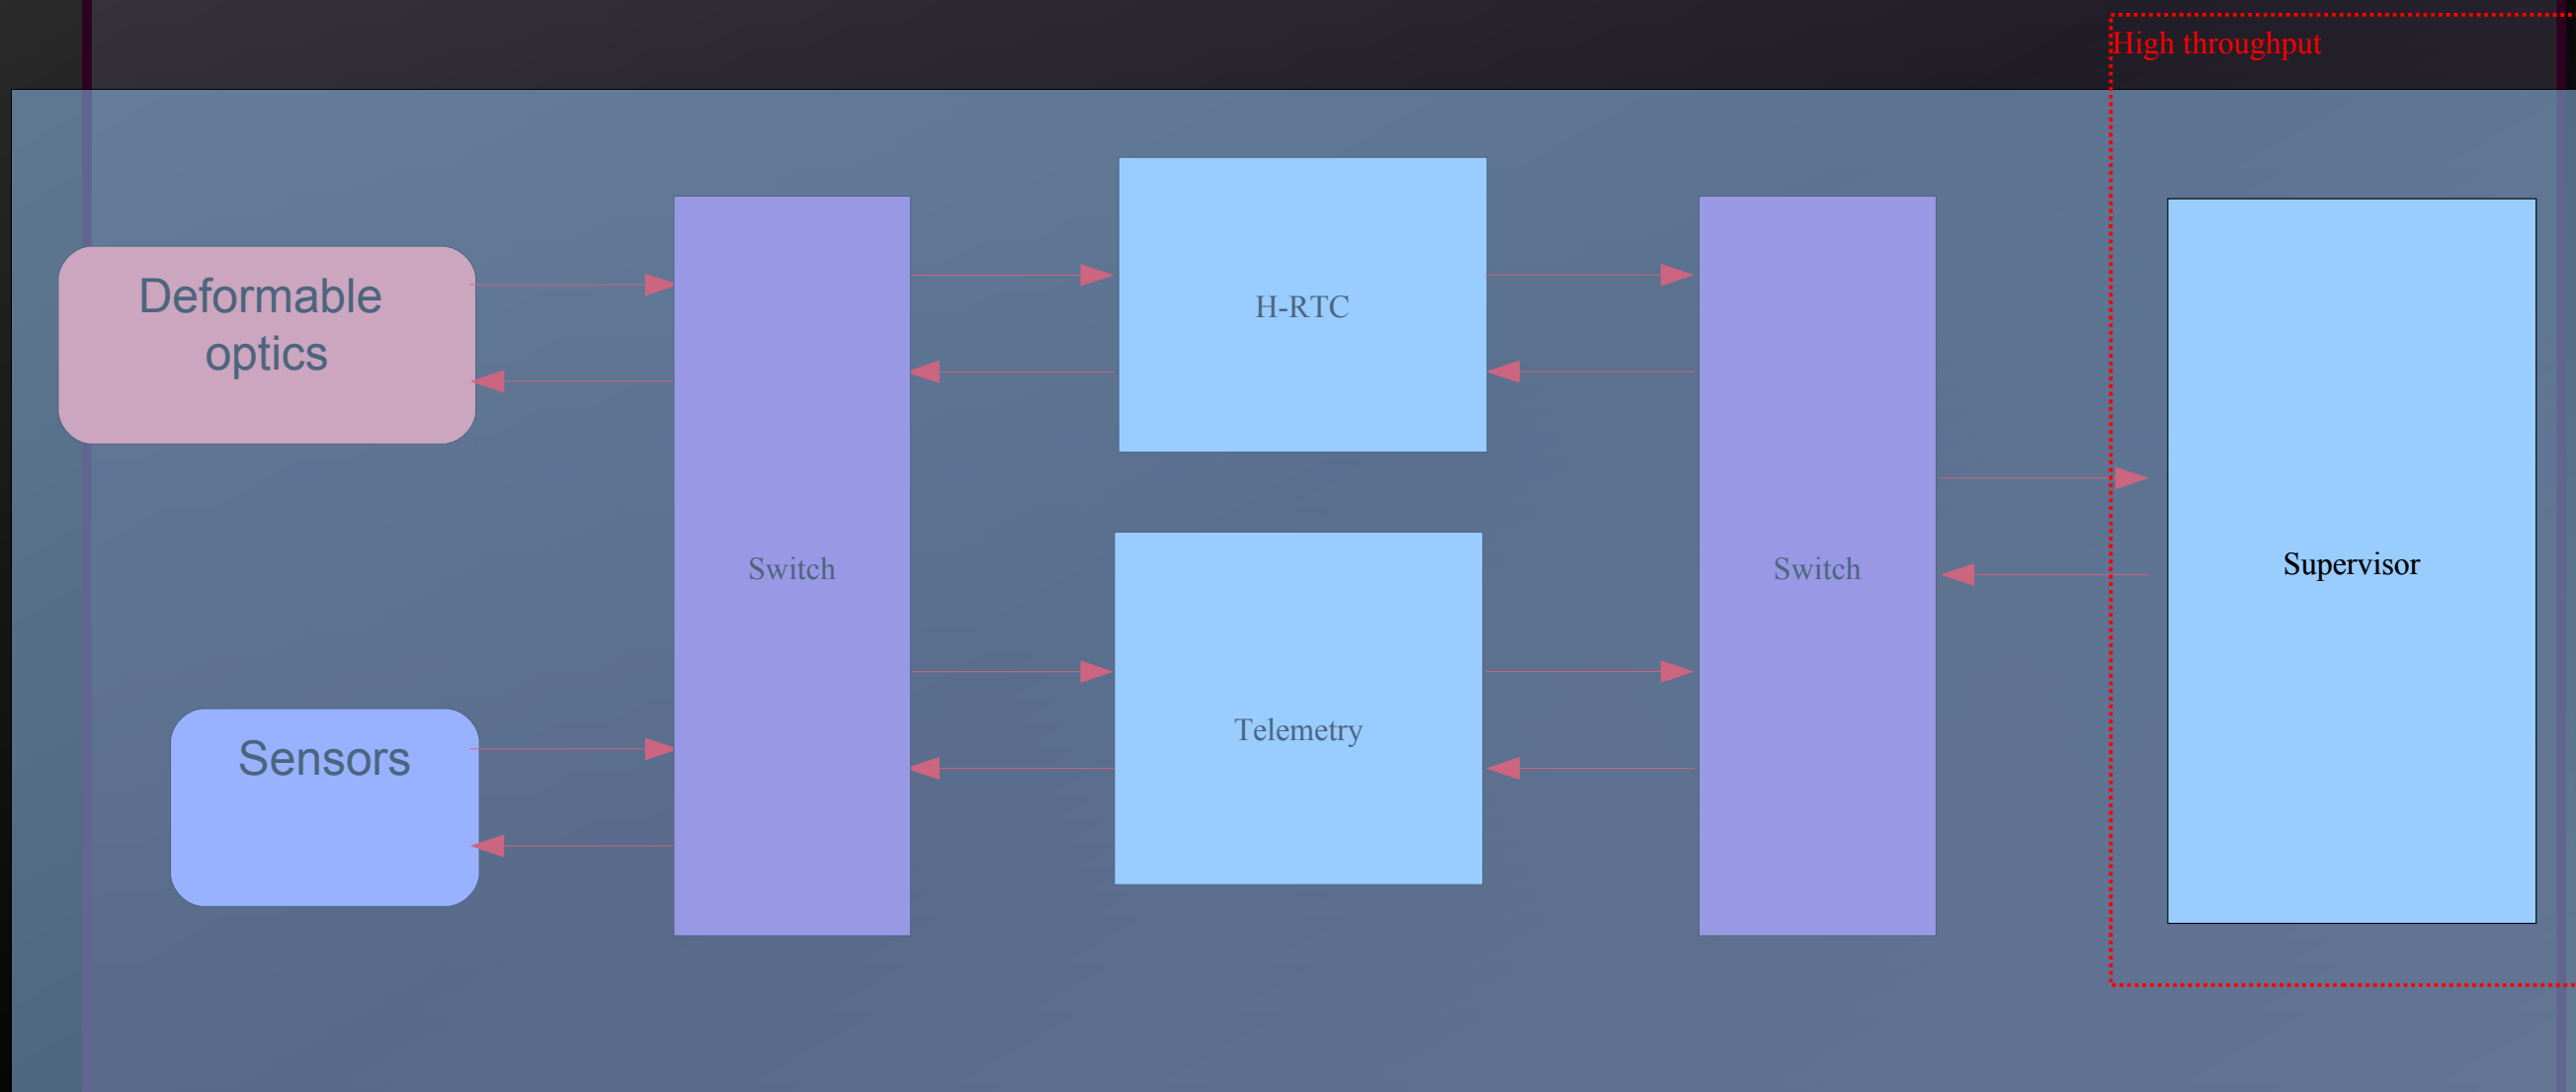 High throughput
Deformable
optics
H-RTC
Switch
Switch
Supervisor
Telemetry
Sensors